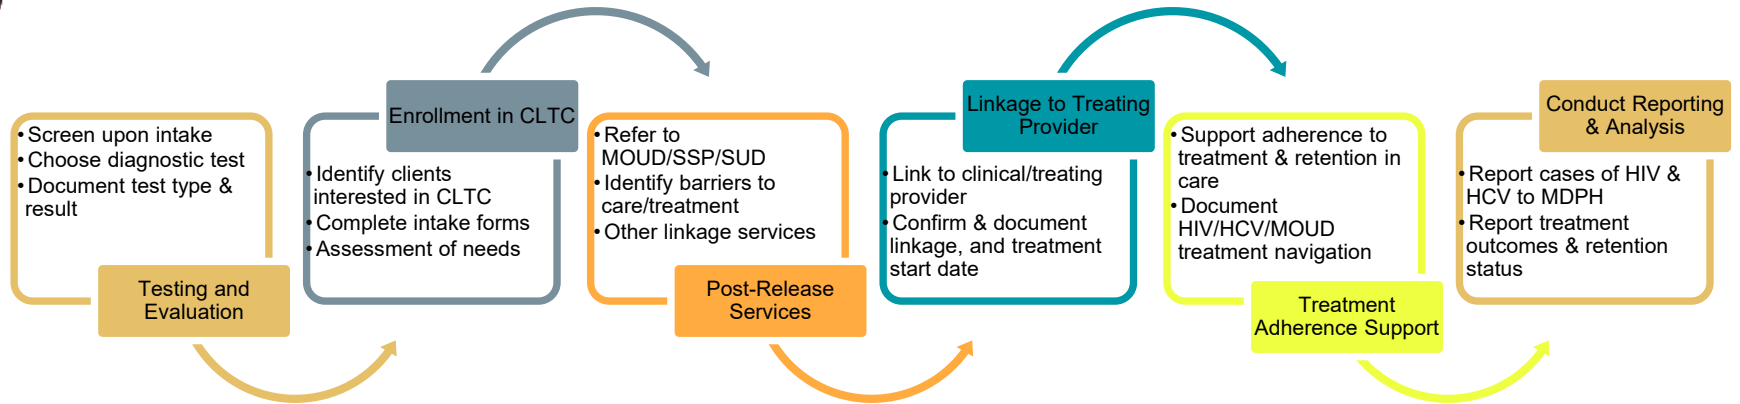 • Screen upon intake
• Choose diagnostic test
• Document test type &
result
Testing and
Evaluation
Enrollment in CLTC
• Identify clients
interested in CLTC
• Complete intake forms
• Assessment of needs
• Refer to
MOUD/SSP/SUD
• Identify barriers to
care/treatment
• Other linkage services
Post-Release
Services
Linkage to Treating
Provider
• Link to clinical/treating
provider
• Confirm & document
linkage, and treatment
start date
• Support adherence to
treatment & retention in
care
• Document
HIV/HCV/MOUD
treatment navigation
Treatment
Adherence Support
Conduct Reporting
& Analysis
• Report cases of HIV &
HCV to MDPH
• Report treatment
outcomes & retention
status